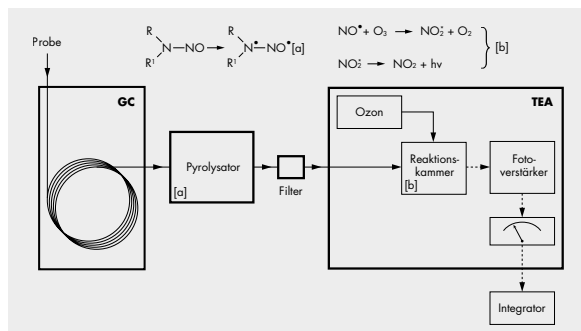 Probe
R
N—NO → N•—NO• [a]
R¹
R
R¹
NO• + O₃ → NO₂* + O₂
NO₂* → NO₂ + hν
[b]
GC
TEA
Ozon
Pyrolysator
[a]
Filter
Reaktions-
kammer
[b]
Foto-
verstärker
Integrator